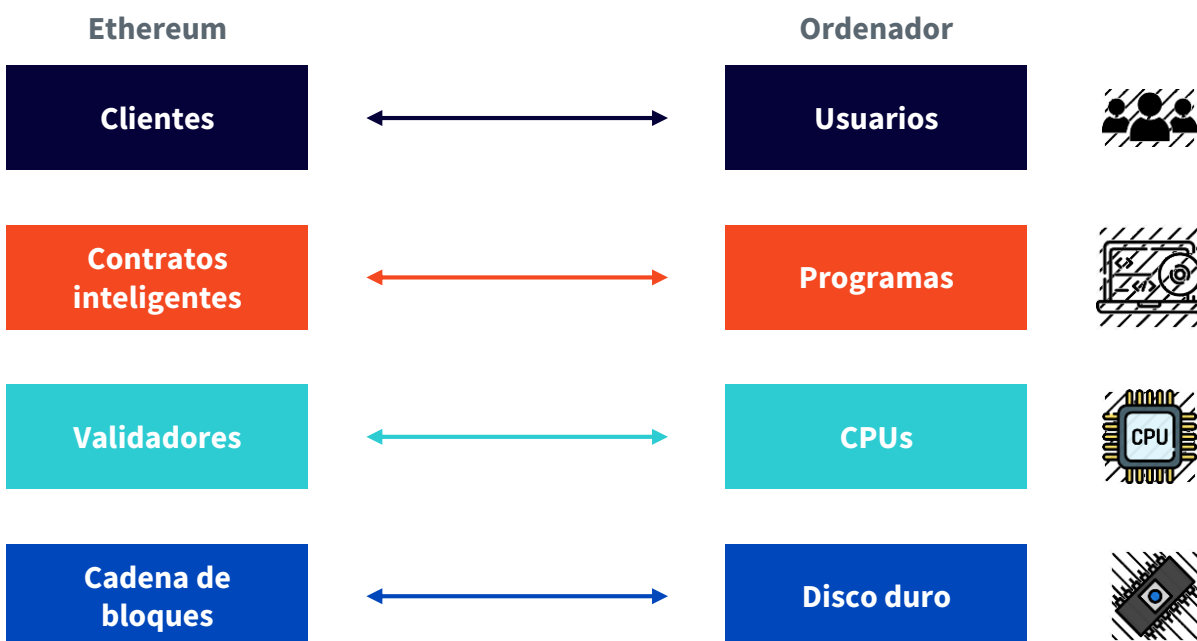 Ethereum
Ordenador
Clientes
Usuarios
Contratos
inteligentes
Programas
Validadores
CPUs
CPU
Cadena de
bloques
Disco duro